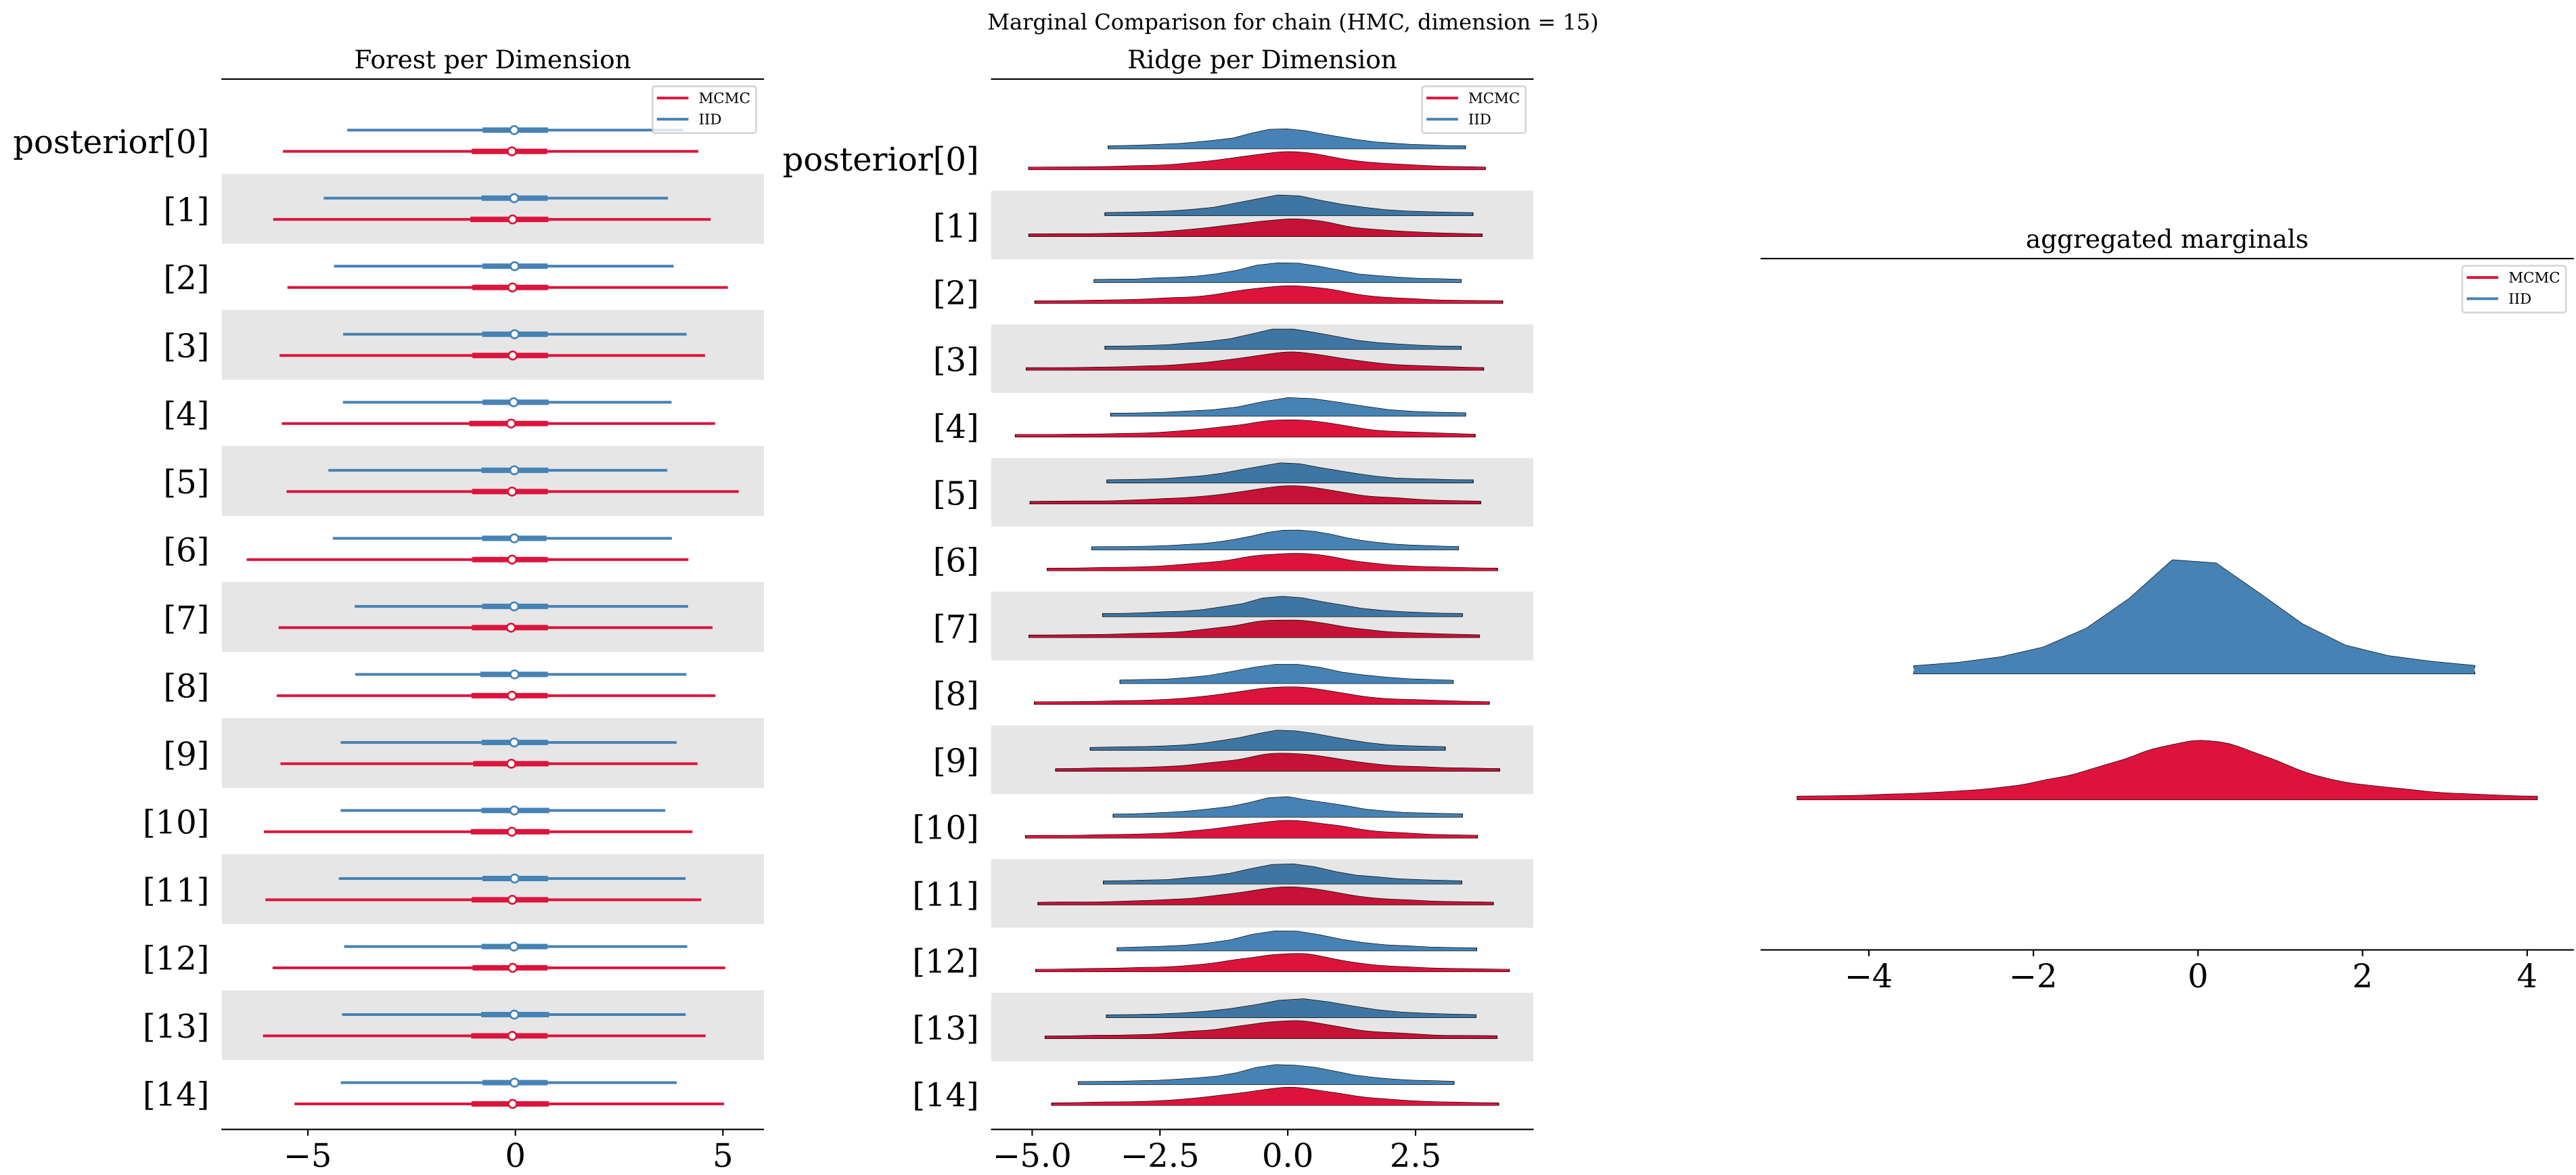 Marginal Comparison for chain (HMC, dimension = 15)
Forest per Dimension
MCMC
IID
posterior[0]
[1]
[2]
[3]
[4]
[5]
[6]
[7]
[8]
[9]
[10]
[11]
[12]
[13]
[14]
−5 0 5
Ridge per Dimension
MCMC
IID
posterior[0]
[1]
[2]
[3]
[4]
[5]
[6]
[7]
[8]
[9]
[10]
[11]
[12]
[13]
[14]
−5.0 −2.5 0.0 2.5
aggregated marginals
MCMC
IID
−4 −2 0 2 4